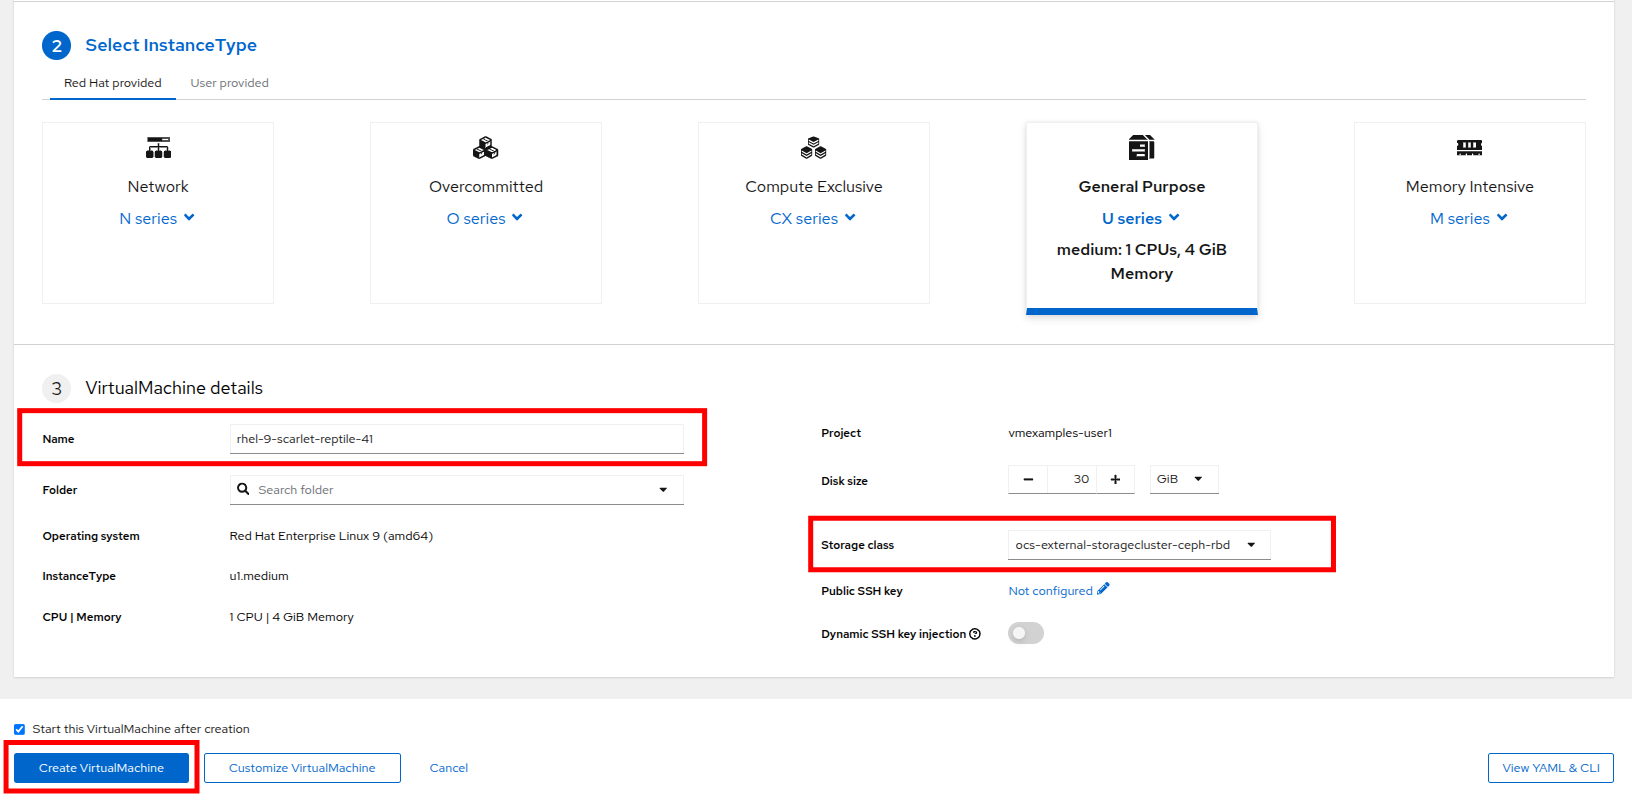 2 Select InstanceType
Red Hat provided User provided
Network
N series
Overcommitted
O series
Compute Exclusive
CX series
General Purpose
U series
medium: 1 CPUs, 4 GiB
Memory
Memory Intensive
M series
3 VirtualMachine details
Name rhel-9-scarlet-reptile-41
Folder Search folder
Operating system Red Hat Enterprise Linux 9 (amd64)
InstanceType u1.medium
CPU | Memory 1 CPU | 4 GiB Memory
Project vmexamples-user1
Disk size 30 GiB
Storage class ocs-external-storagecluster-ceph-rbd
Public SSH key Not configured
Dynamic SSH key injection
Start this VirtualMachine after creation
Create VirtualMachine Customize VirtualMachine Cancel View YAML & CLI